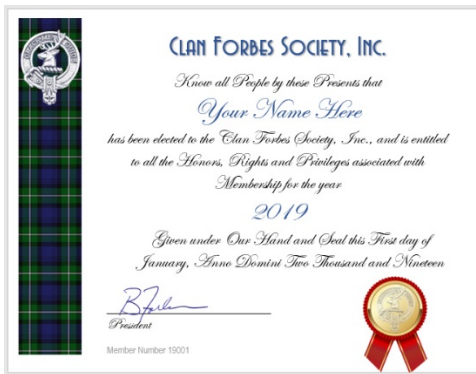 CLAN FORBES SOCIETY, INC.
Know all People by these Presents that
Your Name Here
has been elected to the Clan Forbes Society, Inc., and is entitled
to all the Honors, Rights and Privileges associated with
Membership for the year
2019
Given under Our Hand and Seal this First day of
January, Anno Domini Two Thousand and Nineteen
President
Member Number 19001